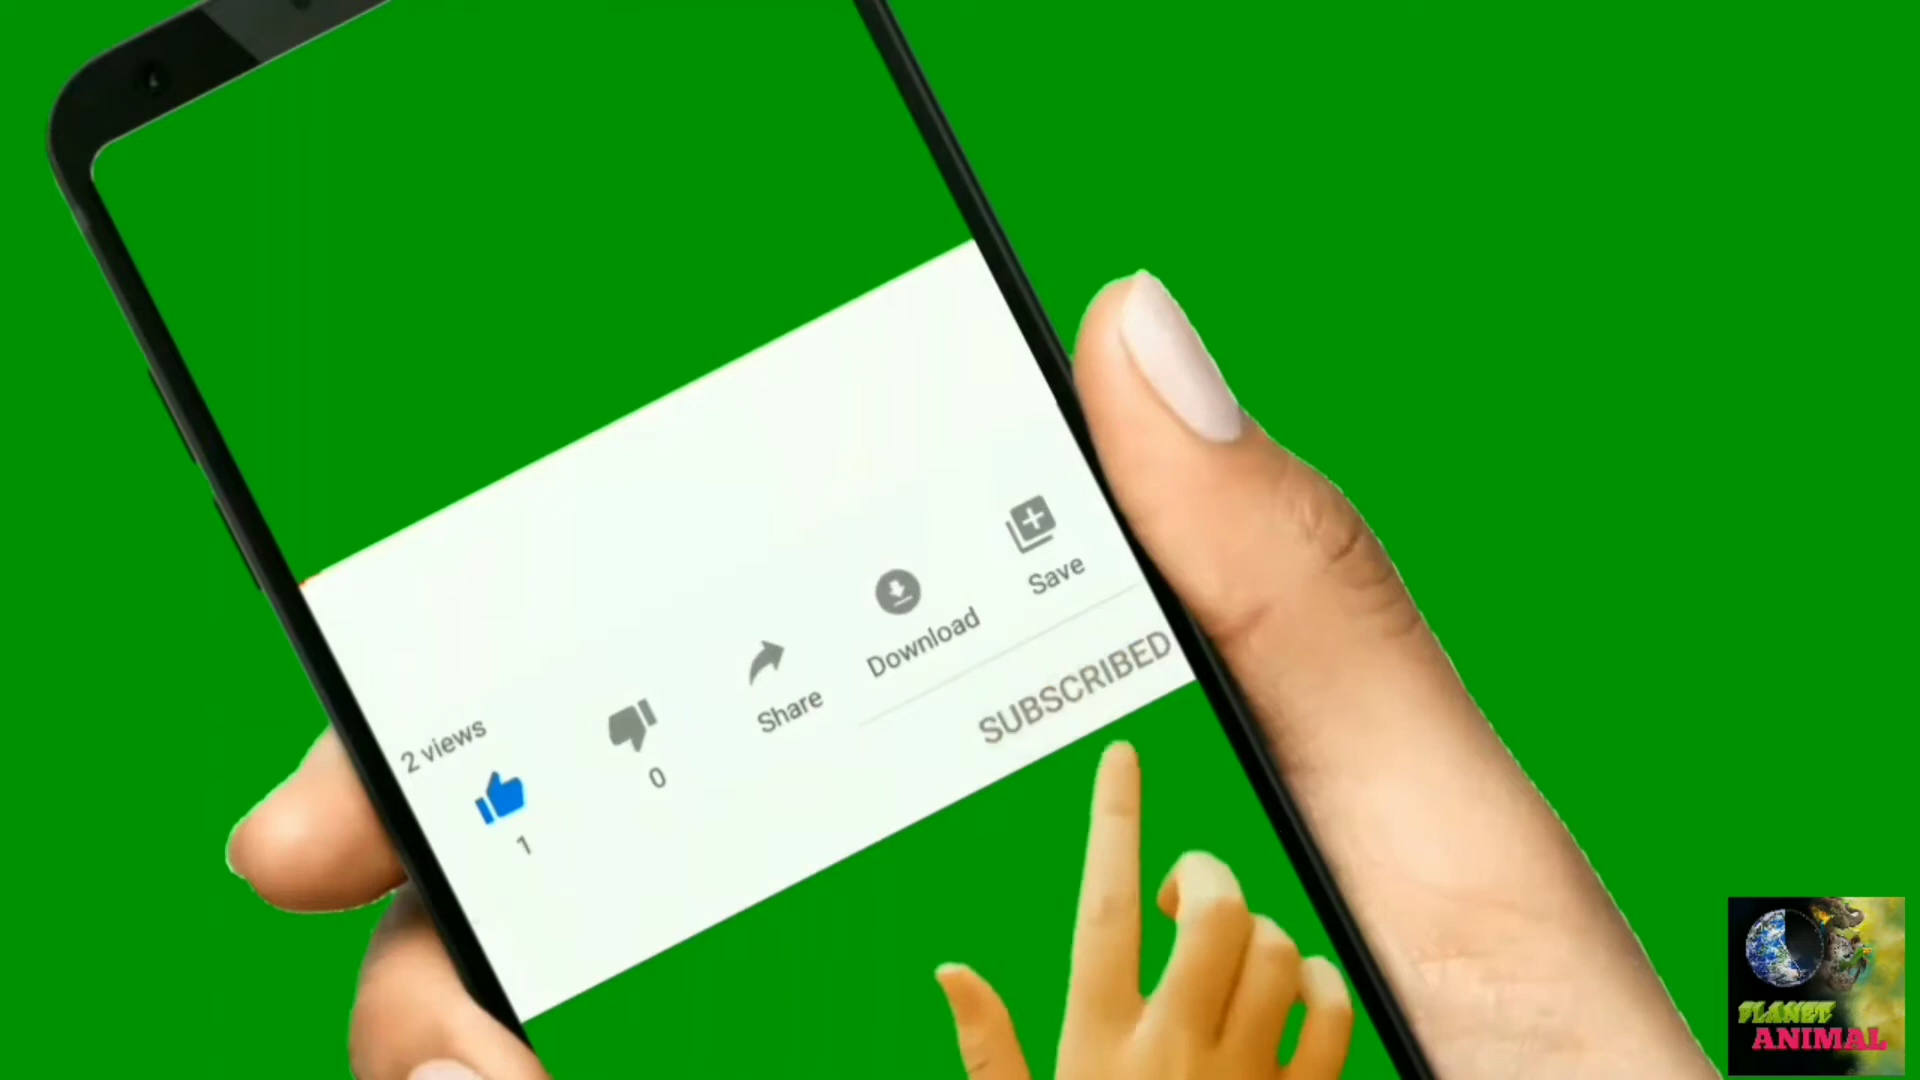 2 views
1
0
Share
Download
Save
SUBSCRIBED
PLANET
ANIMAL